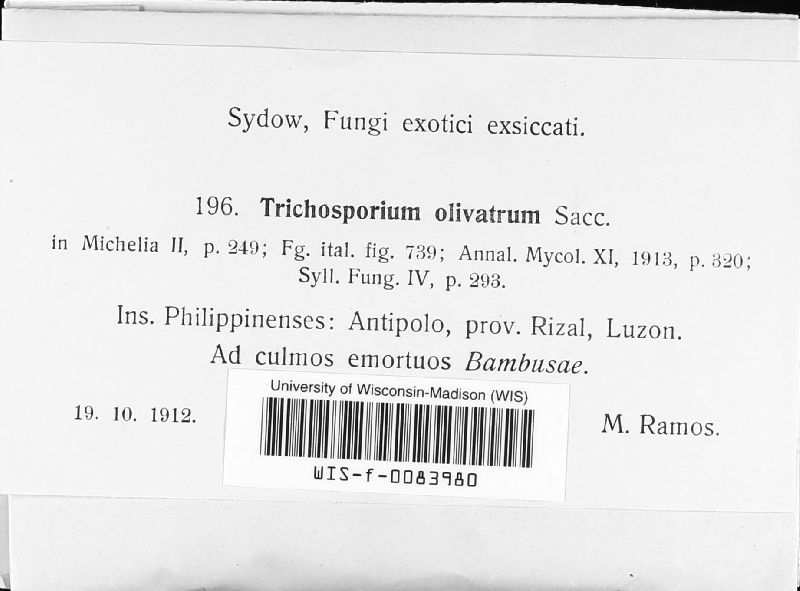 Sydow, Fungi exotici exsiccati.
196. Trichosporium olivatrum Sacc.
in Michelia II, p. 249; Fg. ital. fig. 739; Annal. Mycol. XI, 1913, p. 320;
Syll. Fung. IV, p. 293.
Ins. Philippinenses: Antipolo, prov. Rizal, Luzon.
Ad culmos emortuos Bambusae.
19. 10. 1912.
M. Ramos.
University of Wisconsin-Madison (WIS)
WIS-f-0083980